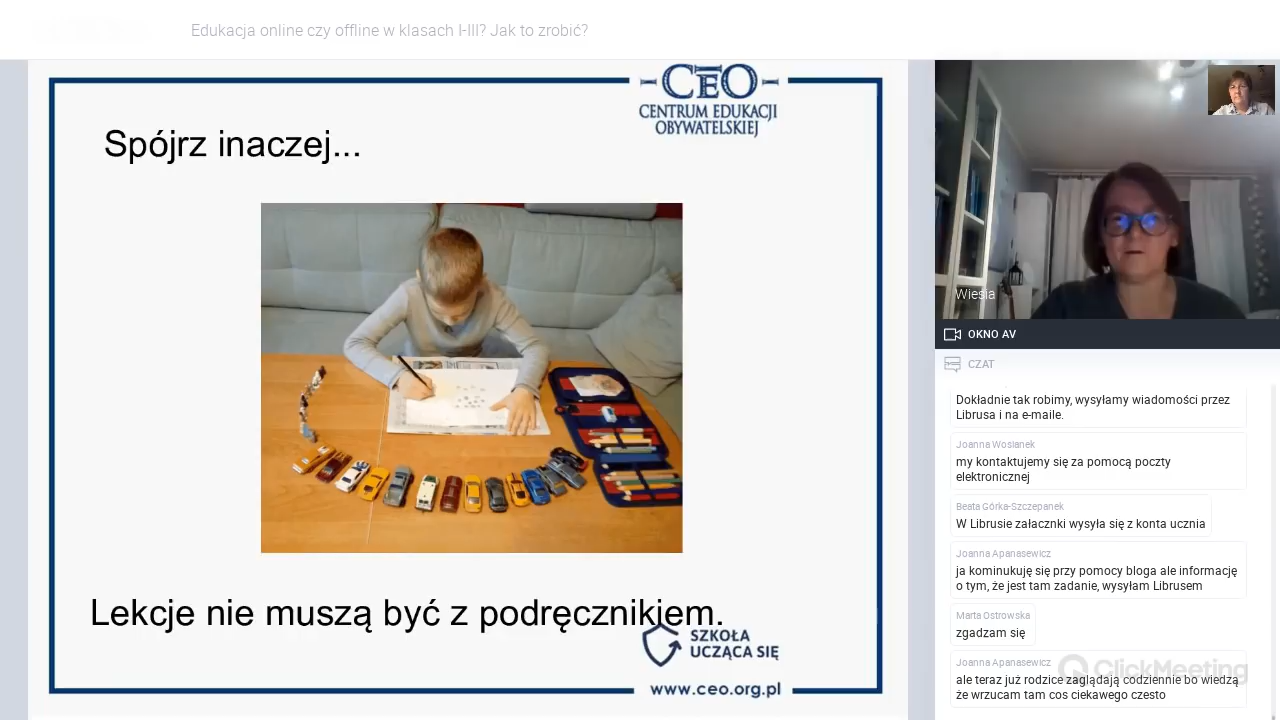 Edukacja online czy offline w klasach I-III? Jak to zrobić?
CEO
CENTRUM EDUKACJI
OBYWATELSKIEJ
Spójrz inaczej...
Lekcje nie muszą być z podręcznikiem.
SZKOŁA
UCZĄCA SIĘ
www.ceo.org.pl
Wiesia
OKNO AV
CZAT
Dokładnie tak robimy, wysyłamy wiadomości przez
Librusa i na e-maile.
Joanna Wosianek
my kontaktujemy się za pomocą poczty
elektronicznej
Beata Górka-Szczepanek
W Librusie załacznki wysyła się z konta ucznia
Joanna Apanasewicz
ja kominukuję się przy pomocy bloga ale informację
o tym, że jest tam zadanie, wysyłam Librusem
Marta Ostrowska
zgadzam się
Joanna Apanasewicz
ale teraz już rodzice zaglądają codziennie bo wiedzą
że wrzucam tam cos ciekawego czesto
ClickMeeting